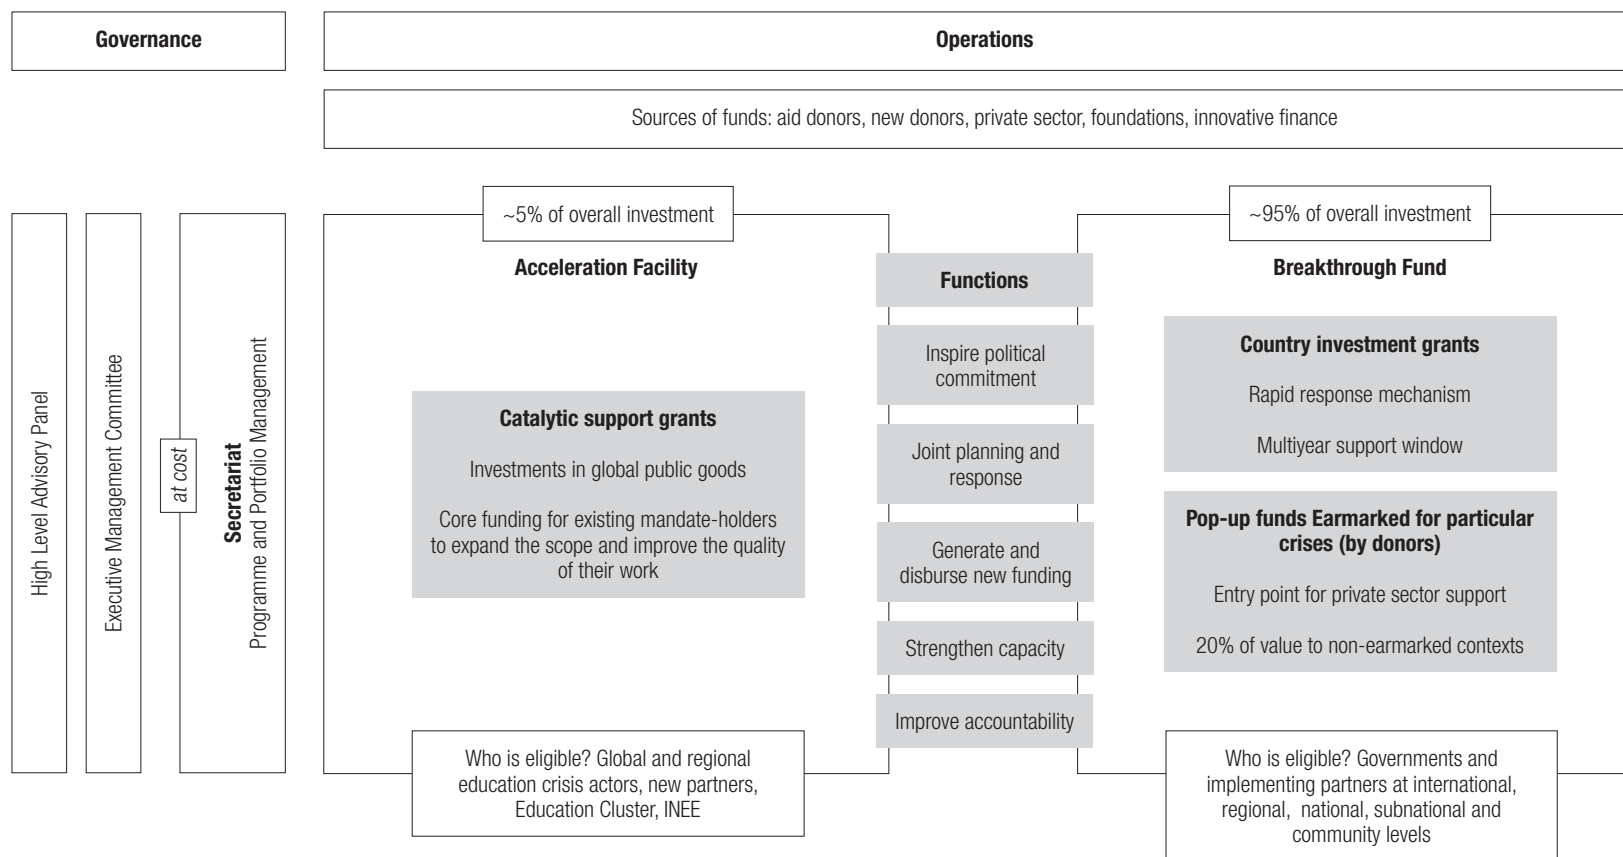 Governance
Operations
Sources of funds: aid donors, new donors, private sector, foundations, innovative finance
High Level Advisory Panel
Executive Management Committee
at cost
Secretariat
Programme and Portfolio Management
~5% of overall investment
Acceleration Facility
Catalytic support grants
Investments in global public goods
Core funding for existing mandate-holders
to expand the scope and improve the quality
of their work
Who is eligible? Global and regional
education crisis actors, new partners,
Education Cluster, INEE
Functions
Inspire political
commitment
Joint planning and
response
Generate and
disburse new funding
Strengthen capacity
Improve accountability
~95% of overall investment
Breakthrough Fund
Country investment grants
Rapid response mechanism
Multiyear support window
Pop-up funds Earmarked for particular
crises (by donors)
Entry point for private sector support
20% of value to non-earmarked contexts
Who is eligible? Governments and
implementing partners at international,
regional, national, subnational and
community levels